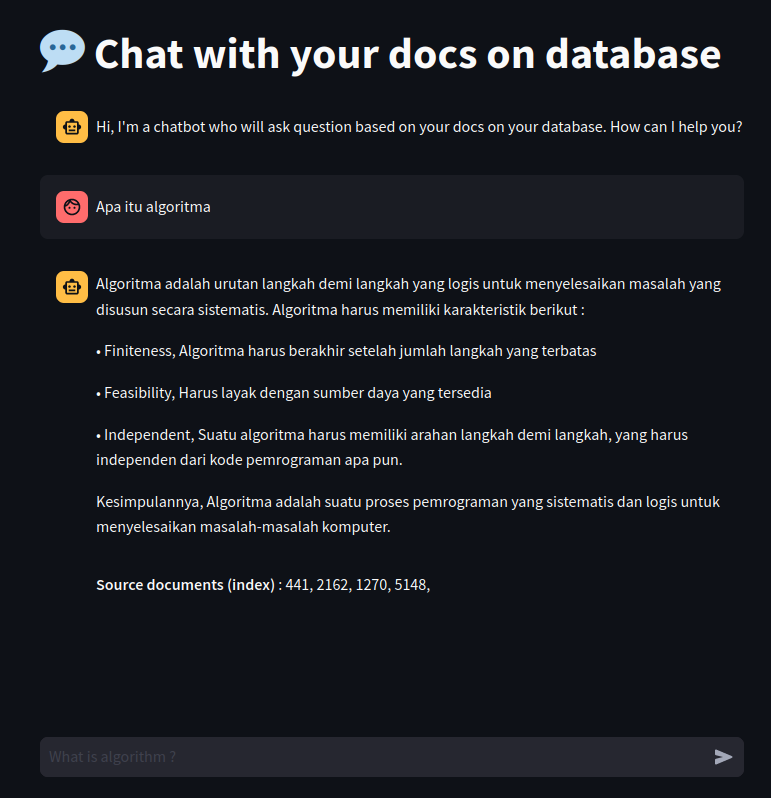 💬 Chat with your docs on database
Hi, I'm a chatbot who will ask question based on your docs on your database. How can I help you?
Apa itu algoritma
Algoritma adalah urutan langkah demi langkah yang logis untuk menyelesaikan masalah yang
disusun secara sistematis. Algoritma harus memiliki karakteristik berikut :
• Finiteness, Algoritma harus berakhir setelah jumlah langkah yang terbatas
• Feasibility, Harus layak dengan sumber daya yang tersedia
• Independent, Suatu algoritma harus memiliki arahan langkah demi langkah, yang harus
independen dari kode pemrograman apa pun.
Kesimpulannya, Algoritma adalah suatu proses pemrograman yang sistematis dan logis untuk
menyelesaikan masalah-masalah komputer.
Source documents (index) : 441, 2162, 1270, 5148,
What is algorithm ?